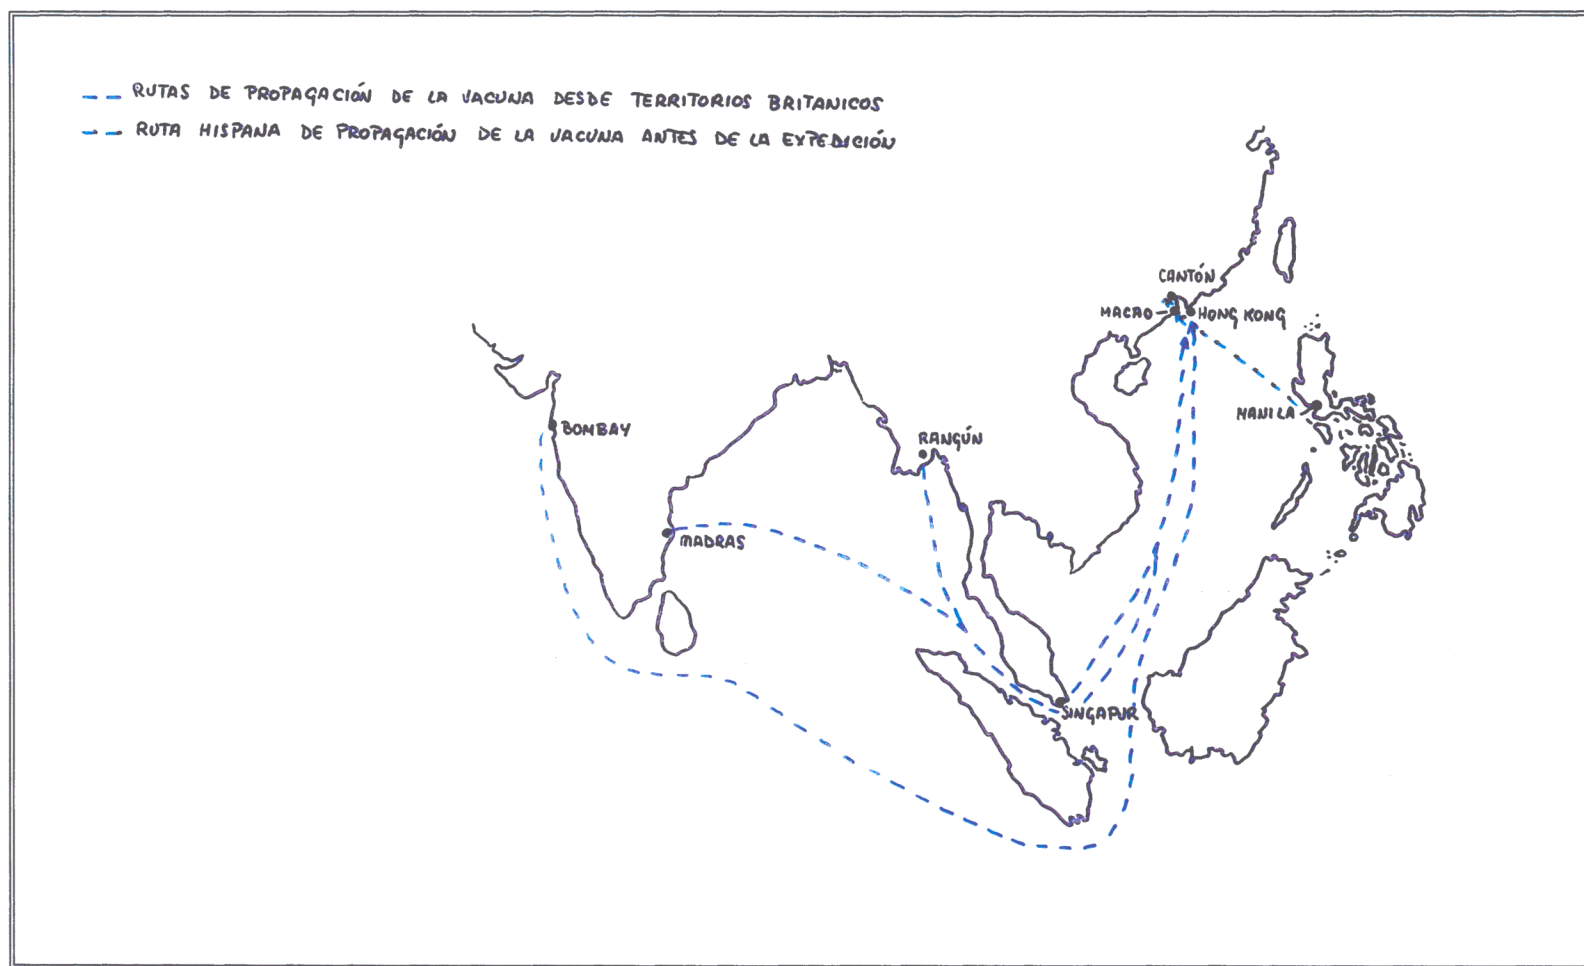 RUTAS DE PROPAGACIÓN DE LA VACUNA DESDE TERRITORIOS BRITANICOS
RUTA HISPANA DE PROPAGACIÓN DE LA VACUNA ANTES DE LA EXPEDICIÓN
CANTÓN
MACAO
HONG KONG
MANILA
BOMBAY
RANGÚN
MADRAS
SINGAPUR